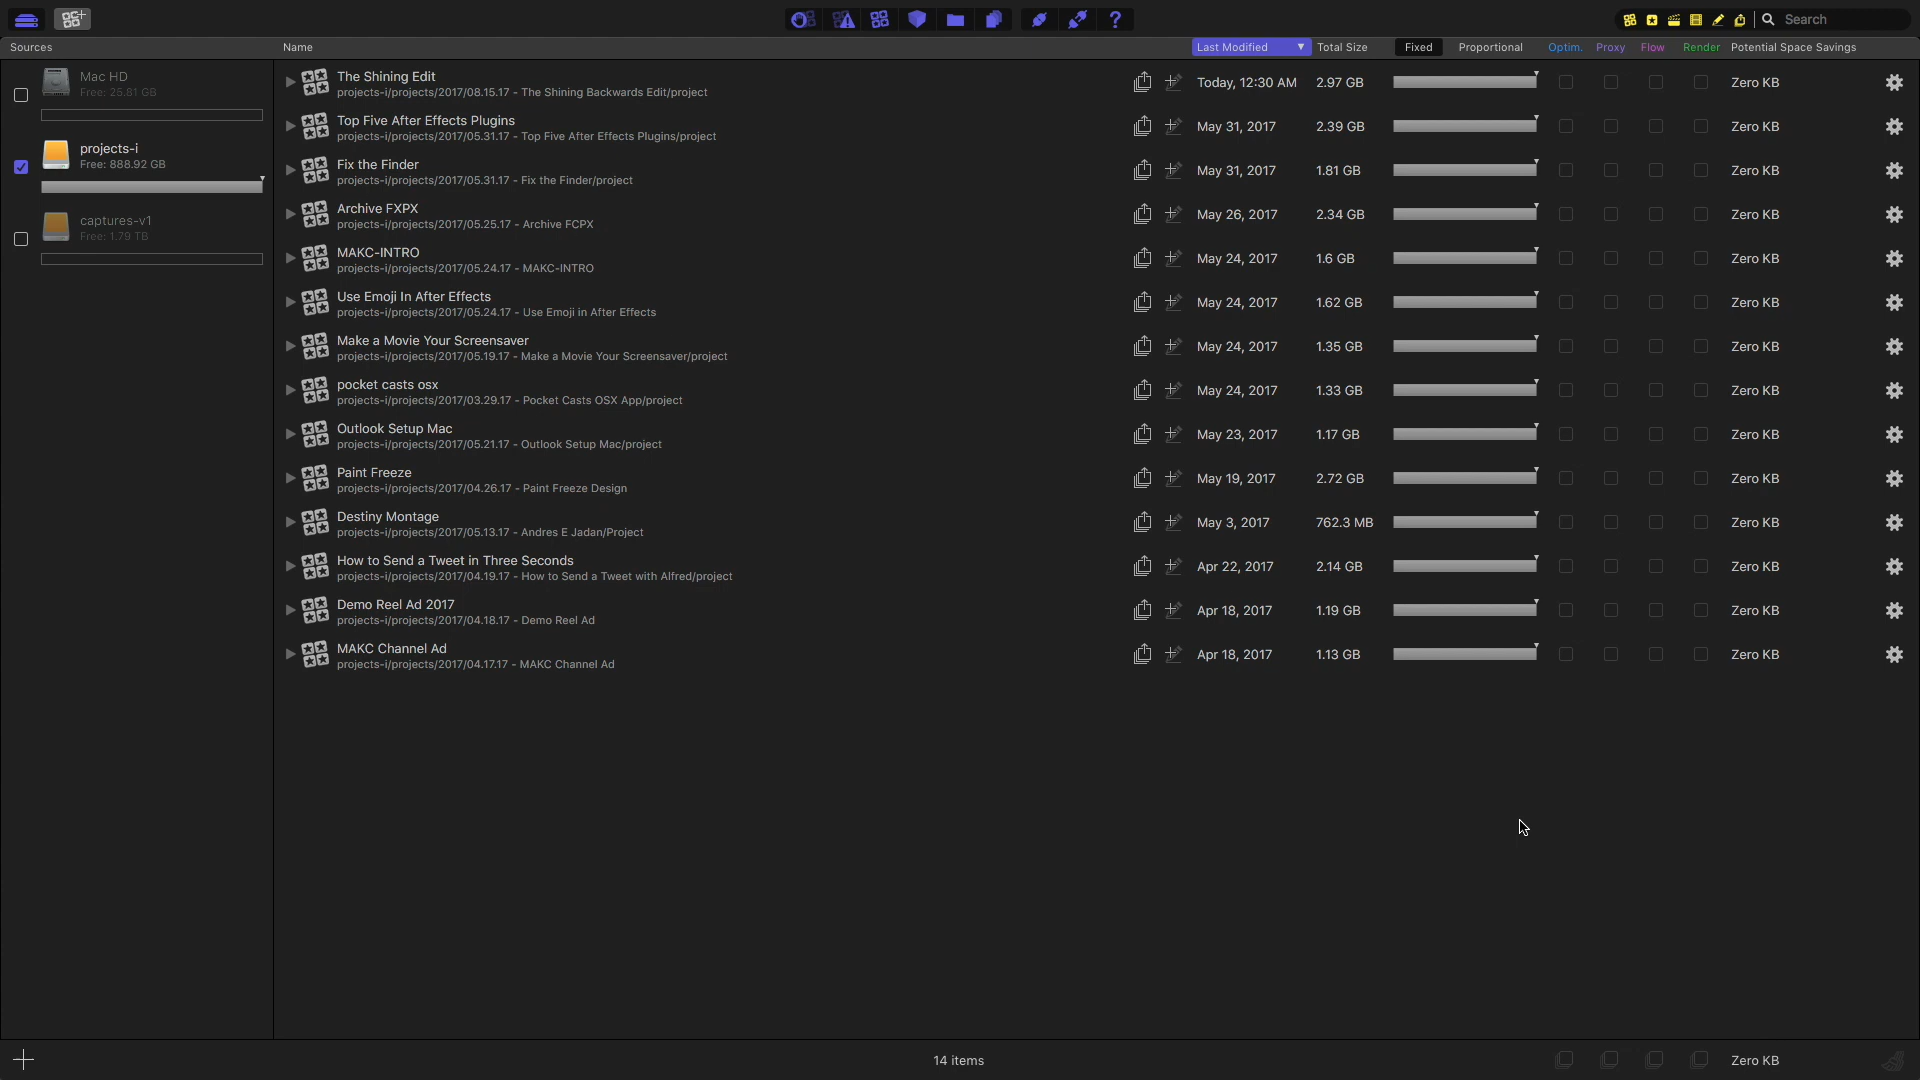 Search
Sources
Name
Last Modified ▼
Total Size
Fixed
Proportional
Optim.
Proxy
Flow
Render
Potential Space Savings
Mac HD
Free: 25.81 GB
projects-i
Free: 888.92 GB
captures-v1
Free: 1.79 TB
The Shining Edit
projects-i/projects/2017/08.15.17 - The Shining Backwards Edit/project
Today, 12:30 AM
2.97 GB
Zero KB
Top Five After Effects Plugins
projects-i/projects/2017/05.31.17 - Top Five After Effects Plugins/project
May 31, 2017
2.39 GB
Zero KB
Fix the Finder
projects-i/projects/2017/05.31.17 - Fix the Finder/project
May 31, 2017
1.81 GB
Zero KB
Archive FXPX
projects-i/projects/2017/05.25.17 - Archive FCPX
May 26, 2017
2.34 GB
Zero KB
MAKC-INTRO
projects-i/projects/2017/05.24.17 - MAKC-INTRO
May 24, 2017
1.6 GB
Zero KB
Use Emoji In After Effects
projects-i/projects/2017/05.24.17 - Use Emoji in After Effects
May 24, 2017
1.62 GB
Zero KB
Make a Movie Your Screensaver
projects-i/projects/2017/05.19.17 - Make a Movie Your Screensaver/project
May 24, 2017
1.35 GB
Zero KB
pocket casts osx
projects-i/projects/2017/03.29.17 - Pocket Casts OSX App/project
May 24, 2017
1.33 GB
Zero KB
Outlook Setup Mac
projects-i/projects/2017/05.21.17 - Outlook Setup Mac/project
May 23, 2017
1.17 GB
Zero KB
Paint Freeze
projects-i/projects/2017/04.26.17 - Paint Freeze Design
May 19, 2017
2.72 GB
Zero KB
Destiny Montage
projects-i/projects/2017/05.13.17 - Andres E Jadan/Project
May 3, 2017
762.3 MB
Zero KB
How to Send a Tweet in Three Seconds
projects-i/projects/2017/04.19.17 - How to Send a Tweet with Alfred/project
Apr 22, 2017
2.14 GB
Zero KB
Demo Reel Ad 2017
projects-i/projects/2017/04.18.17 - Demo Reel Ad
Apr 18, 2017
1.19 GB
Zero KB
MAKC Channel Ad
projects-i/projects/2017/04.17.17 - MAKC Channel Ad
Apr 18, 2017
1.13 GB
Zero KB
14 items
Zero KB